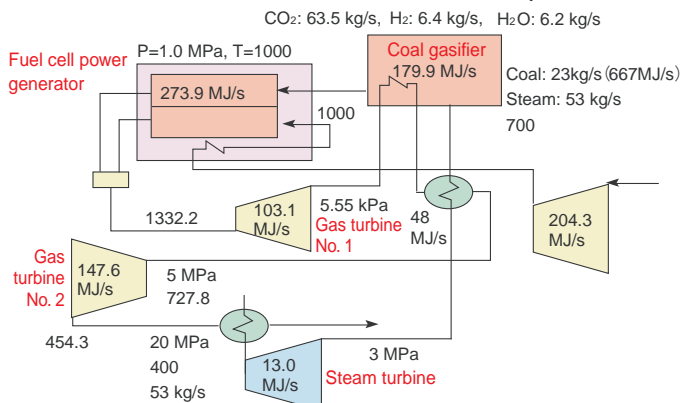 CO₂: 63.5 kg/s, H₂: 6.4 kg/s, H₂O: 6.2 kg/s
P=1.0 MPa, T=1000
Fuel cell power
generator
273.9 MJ/s
1000
Coal gasifier
179.9 MJ/s
Coal: 23kg/s (667MJ/s)
Steam: 53 kg/s
700
1332.2
103.1
MJ/s
5.55 kPa
Gas turbine
No. 1
48
MJ/s
204.3
MJ/s
Gas
turbine
No. 2
147.6
MJ/s
5 MPa
727.8
454.3
20 MPa
400
53 kg/s
13.0
MJ/s
3 MPa
Steam turbine